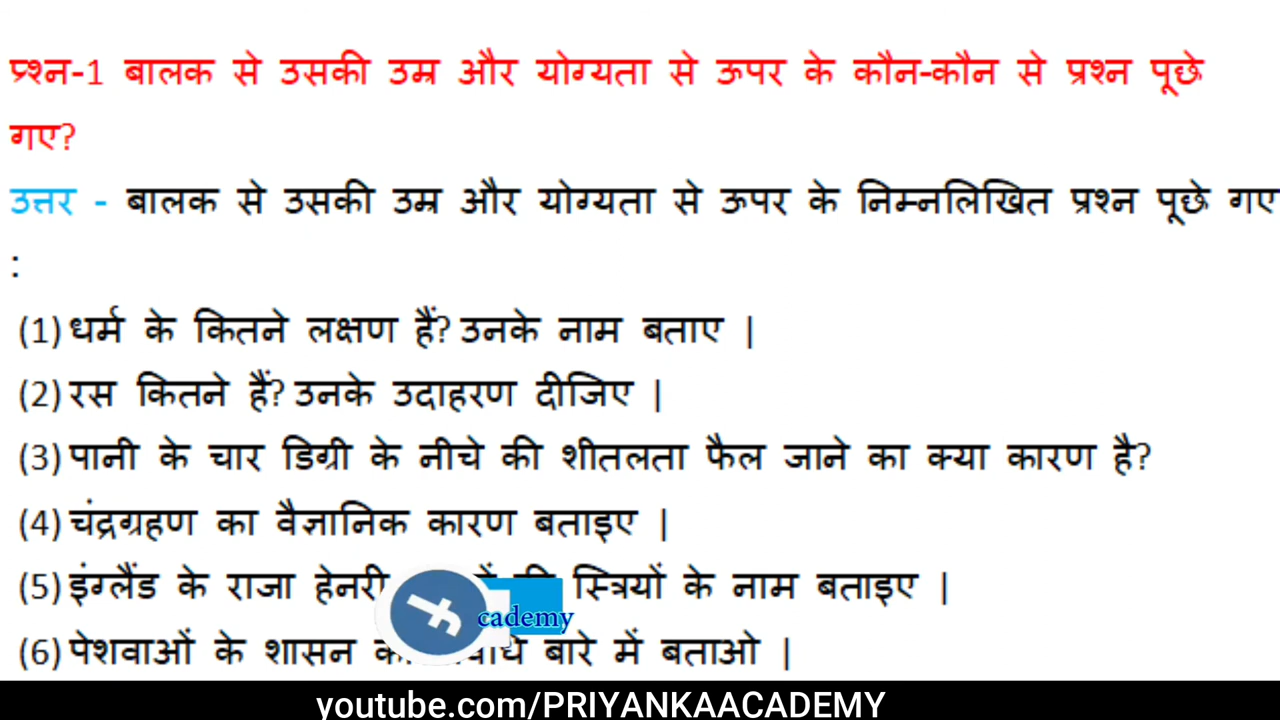 प्रश्न-1 बालक से उसकी उम्र और योग्यता से ऊपर के कौन-कौन से प्रश्न पूछे
गए?
उत्तर - बालक से उसकी उम्र और योग्यता से ऊपर के निम्नलिखित प्रश्न पूछे गए
:
(1) धर्म के कितने लक्षण हैं? उनके नाम बताए |
(2) रस कितने हैं? उनके उदाहरण दीजिए |
(3) पानी के चार डिग्री के नीचे की शीतलता फैल जाने का क्या कारण है?
(4) चंद्रग्रहण का वैज्ञानिक कारण बताइए |
(5) इंग्लैंड के राजा हेनरी स्त्रियों के नाम बताइए |
cademy
(6) पेशवाओं के शासन बारे में बताओ |
youtube.com/PRIYANKAACADEMY